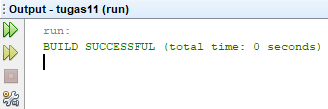 Output - tugas11 (run)
run:
BUILD SUCCESSFUL (total time: 0 seconds)